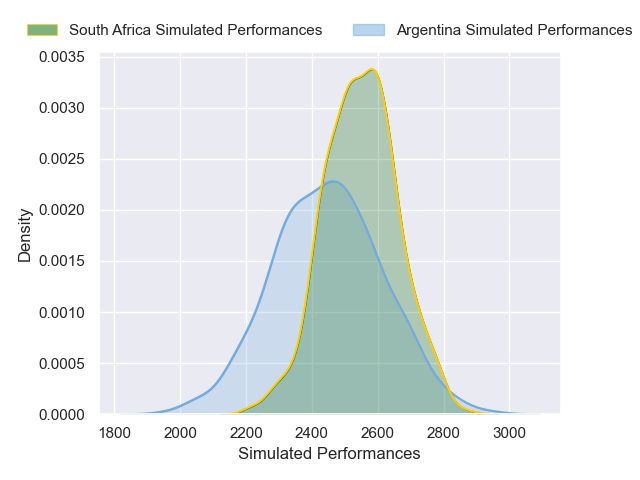 South Africa Simulated Performances
Argentina Simulated Performances
0.0035
0.0030
0.0025
0.0020
0.0015
0.0010
0.0005
0.0000
Density
1800 2000 2200 2400 2600 2800 3000
Simulated Performances